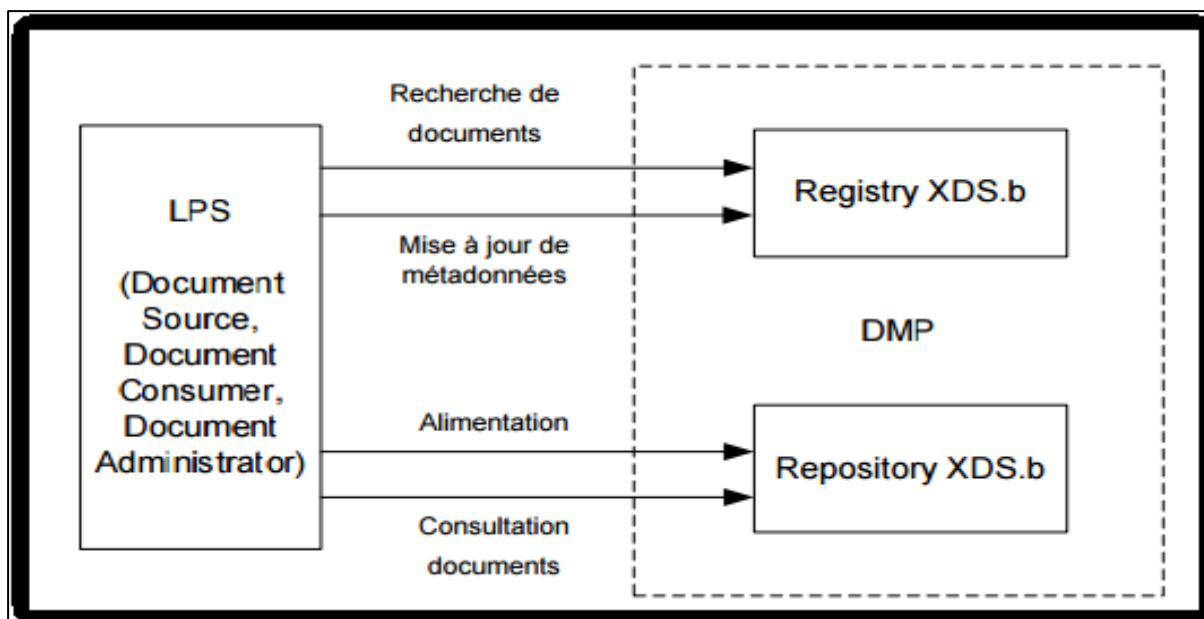 LPS
(Document
Source,
Document
Consumer,
Document
Administrator)
Recherche de
documents
Mise à jour de
métadonnées
Alimentation
Consultation
documents
Registry XDS.b
DMP
Repository XDS.b